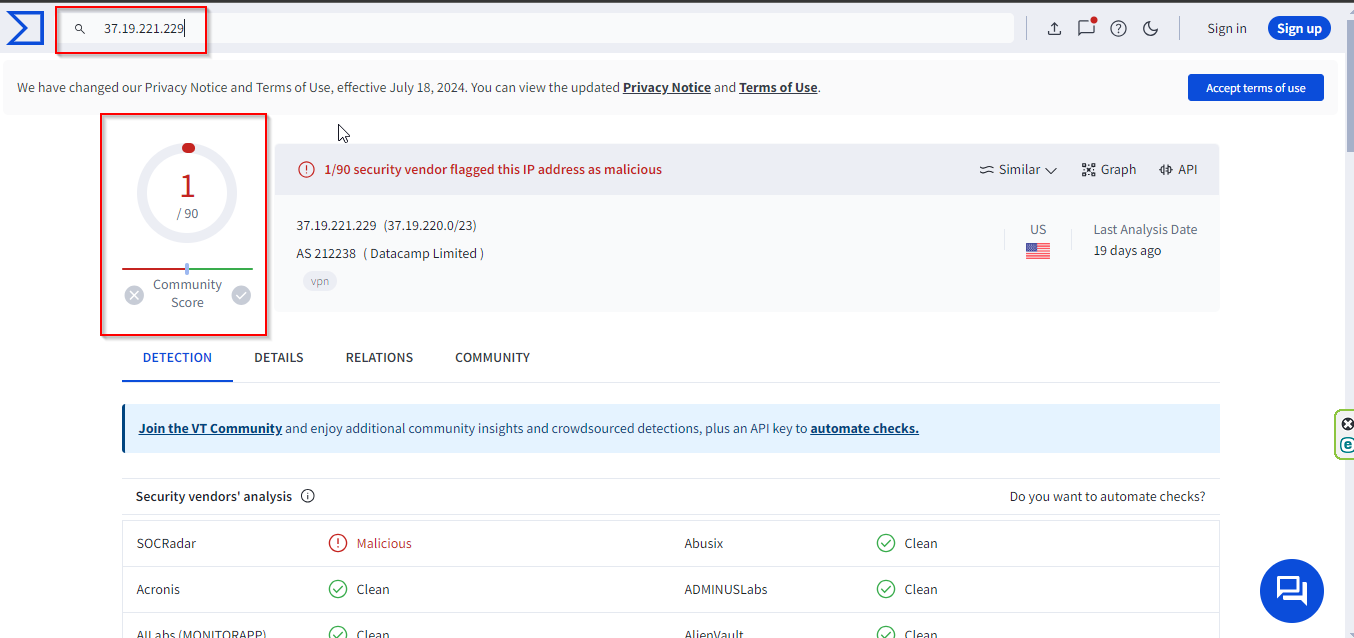 37.19.221.229
Sign in
Sign up
We have changed our Privacy Notice and Terms of Use, effective July 18, 2024. You can view the updated Privacy Notice and Terms of Use.
Accept terms of use
1
/ 90
Community
Score
1/90 security vendor flagged this IP address as malicious
Similar
Graph
API
37.19.221.229 (37.19.220.0/23)
AS 212238 ( Datacamp Limited )
vpn
US
Last Analysis Date
19 days ago
DETECTION
DETAILS
RELATIONS
COMMUNITY
Join the VT Community and enjoy additional community insights and crowdsourced detections, plus an API key to automate checks.
Security vendors' analysis
Do you want to automate checks?
SOCRadar
Malicious
Abusix
Clean
Acronis
Clean
ADMINUSLabs
Clean
AILabs (MONITORAPP)
Clean
AlienVault
Clean